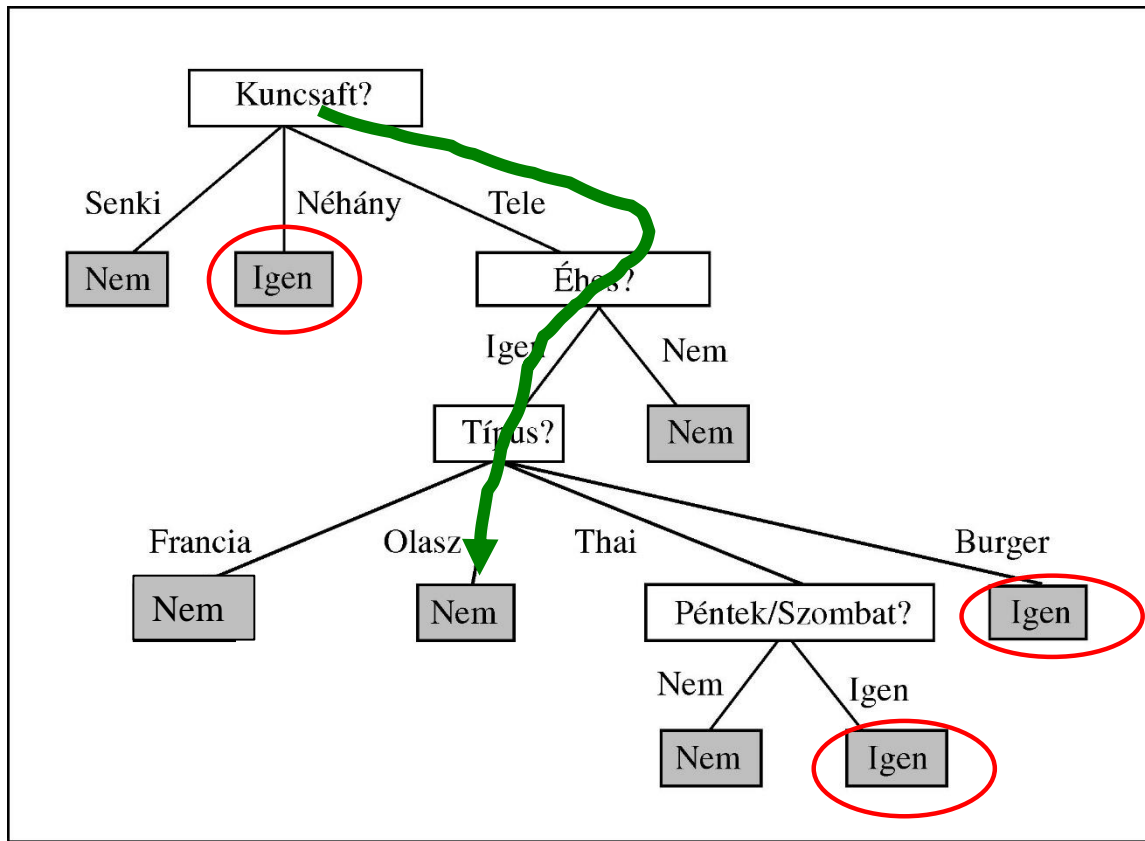 Kuncsaft?
Senki Néhány Tele
Nem Igen Éhes?
Igen Nem
Típus? Nem
Francia Olasz Thai Burger
Nem Nem Péntek/Szombat? Igen
Nem Igen
Nem Igen